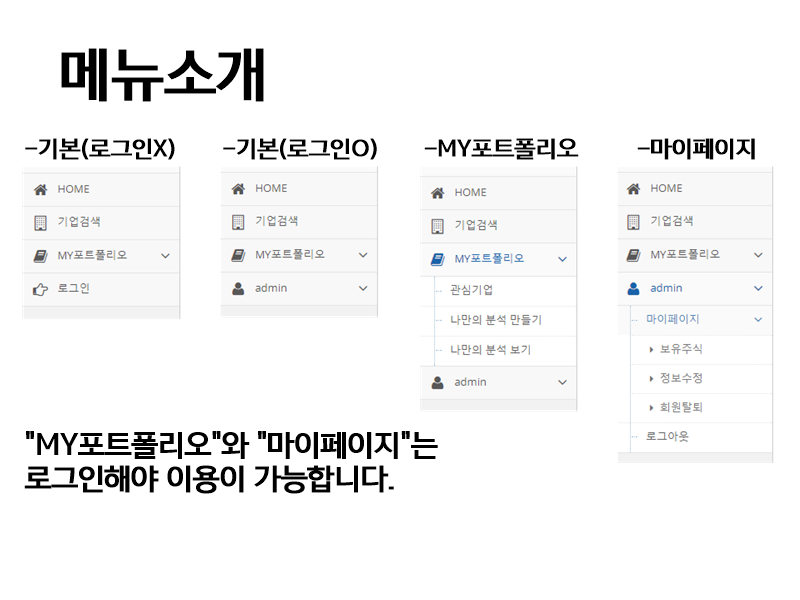 메뉴소개
-기본(로그인X)
HOME
기업검색
MY포트폴리오
로그인
-기본(로그인O)
HOME
기업검색
MY포트폴리오
admin
-MY포트폴리오
HOME
기업검색
MY포트폴리오
관심기업
나만의 분석 만들기
나만의 분석 보기
admin
-마이페이지
HOME
기업검색
MY포트폴리오
admin
마이페이지
보유주식
정보수정
회원탈퇴
로그아웃
"MY포트폴리오"와 "마이페이지"는
로그인해야 이용이 가능합니다.